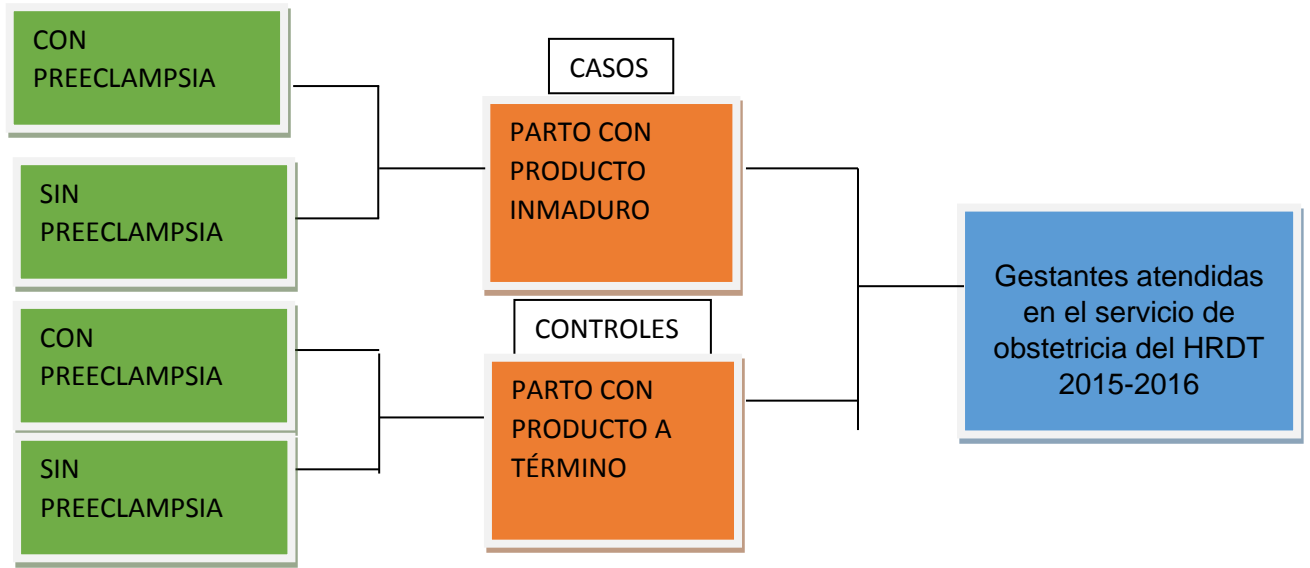 CON
PREECLAMPSIA
SIN
PREECLAMPSIA
CON
PREECLAMPSIA
SIN
PREECLAMPSIA
CASOS
PARTO CON
PRODUCTO
INMADURO
CONTROLES
PARTO CON
PRODUCTO A
TÉRMINO
Gestantes atendidas
en el servicio de
obstetricia del HRDT
2015-2016